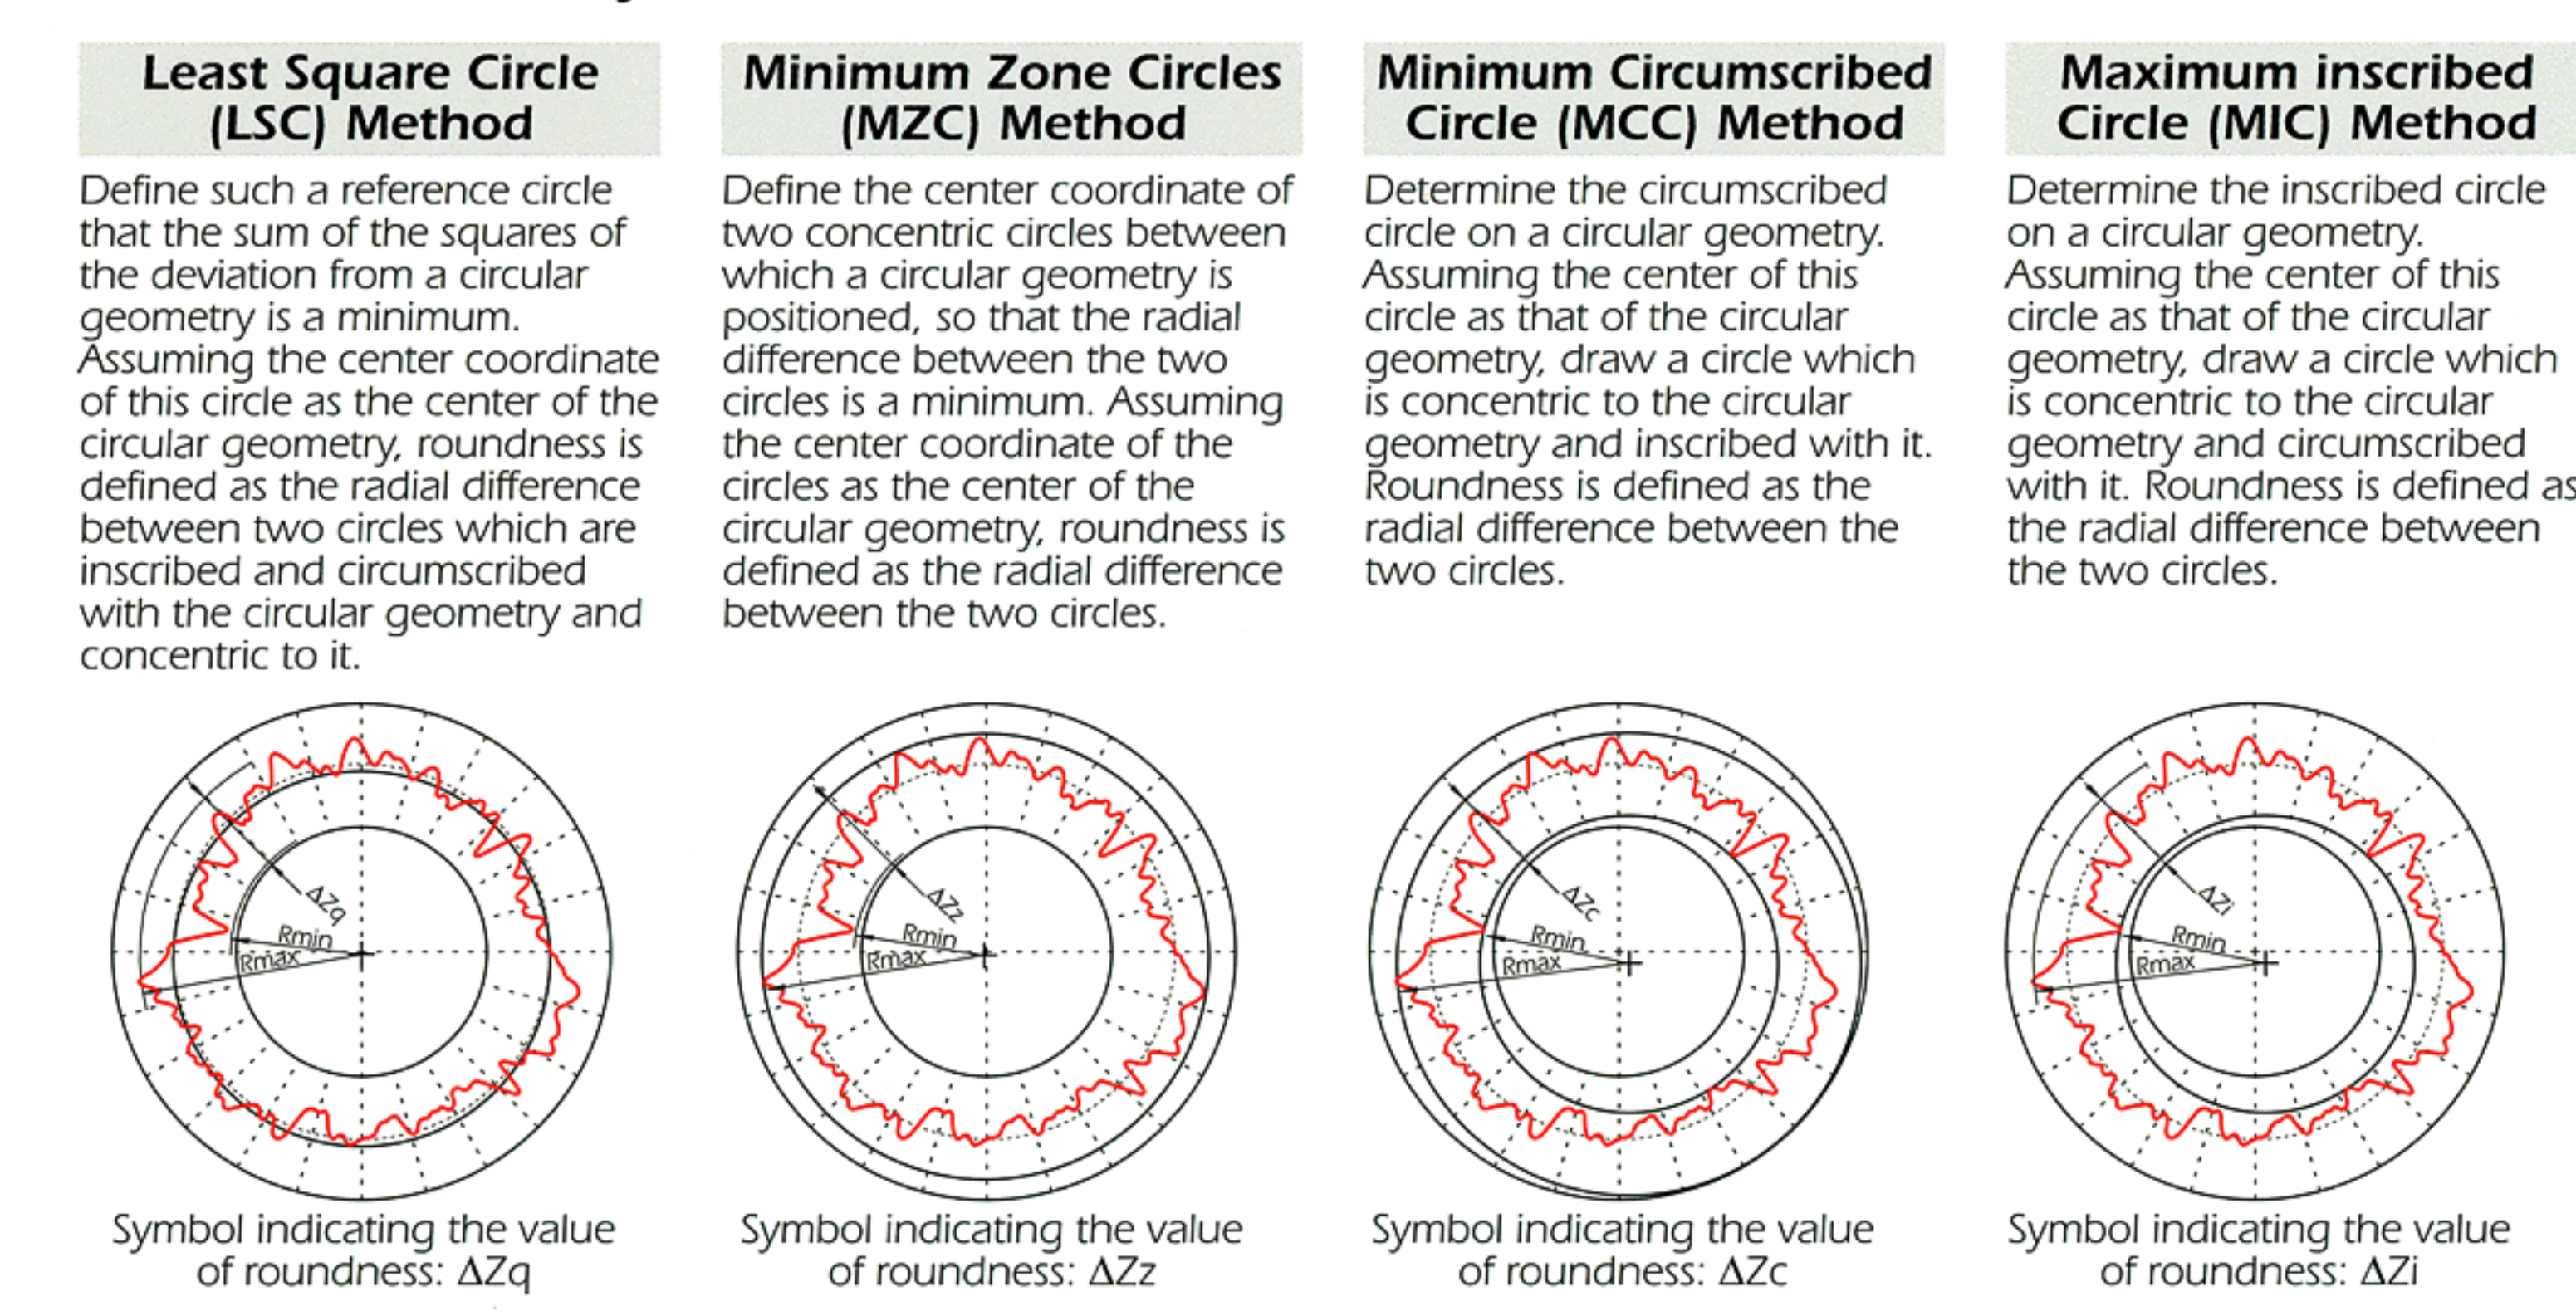 Least Square Circle
(LSC) Method
Define such a reference circle
that the sum of the squares of
the deviation from a circular
geometry is a minimum.
Assuming the center coordinate
of this circle as the center of the
circular geometry, roundness is
defined as the radial difference
between two circles which are
inscribed and circumscribed
with the circular geometry and
concentric to it.
ΔZq
Rmin
Rmax
Symbol indicating the value
of roundness: ΔZq
Minimum Zone Circles
(MZC) Method
Define the center coordinate of
two concentric circles between
which a circular geometry is
positioned, so that the radial
difference between the two
circles is a minimum. Assuming
the center coordinate of the
circles as the center of the
circular geometry, roundness is
defined as the radial difference
between the two circles.
ΔZz
Rmin
Rmax
Symbol indicating the value
of roundness: ΔZz
Minimum Circumscribed
Circle (MCC) Method
Determine the circumscribed
circle on a circular geometry.
Assuming the center of this
circle as that of the circular
geometry, draw a circle which
is concentric to the circular
geometry and inscribed with it.
Roundness is defined as the
radial difference between the
two circles.
ΔZc
Rmin
Rmax
Symbol indicating the value
of roundness: ΔZc
Maximum inscribed
Circle (MIC) Method
Determine the inscribed circle
on a circular geometry.
Assuming the center of this
circle as that of the circular
geometry, draw a circle which
is concentric to the circular
geometry and circumscribed
with it. Roundness is defined as
the radial difference between
the two circles.
ΔZi
Rmin
Rmax
Symbol indicating the value
of roundness: ΔZi